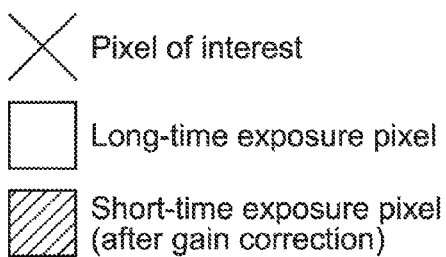 Pixel of interest
Long-time exposure pixel
Short-time exposure pixel
(after gain correction)